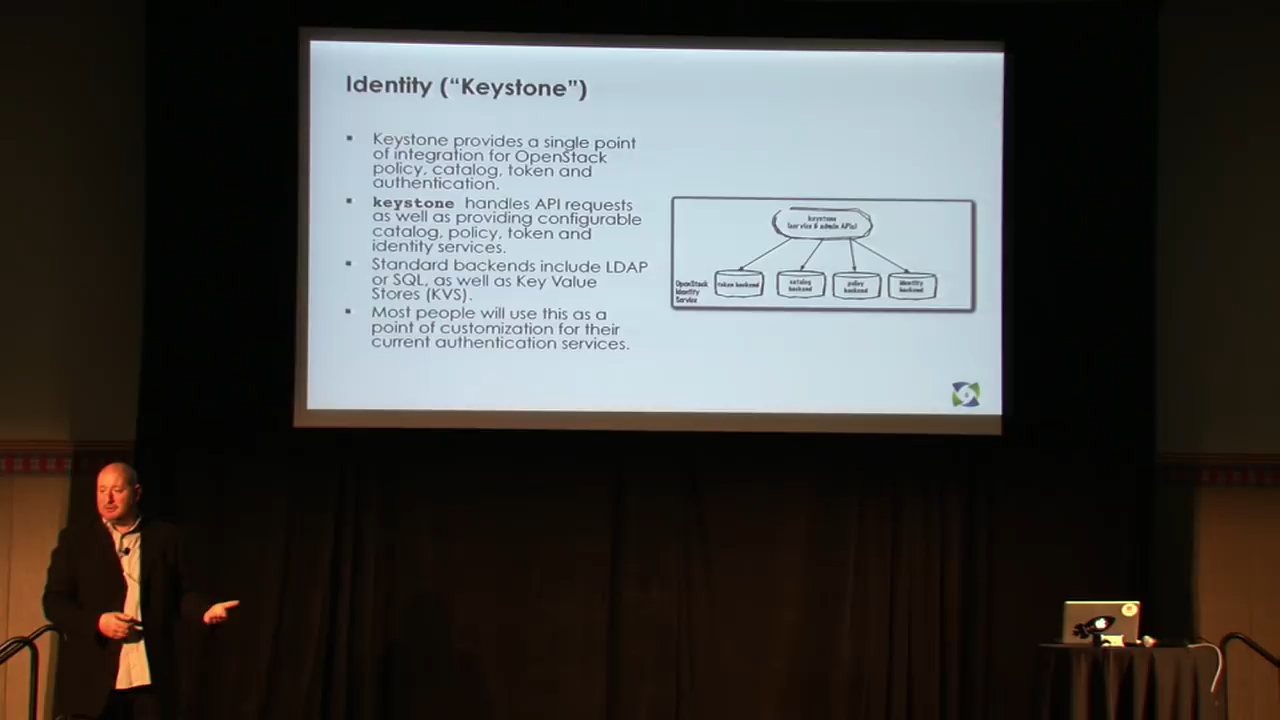 Identity (“Keystone”)
▪ Keystone provides a single point
of integration for OpenStack
policy, catalog, token and
authentication.
▪ keystone handles API requests
as well as providing configurable
catalog, policy, token and
identity services.
▪ Standard backends include LDAP
or SQL, as well as Key Value
Stores (KVS).
▪ Most people will use this as a
point of customization for their
current authentication services.
keystone
(service & admin APIs)
token backend
catalog
backend
policy
backend
identity
backend
OpenStack
Identity
Service